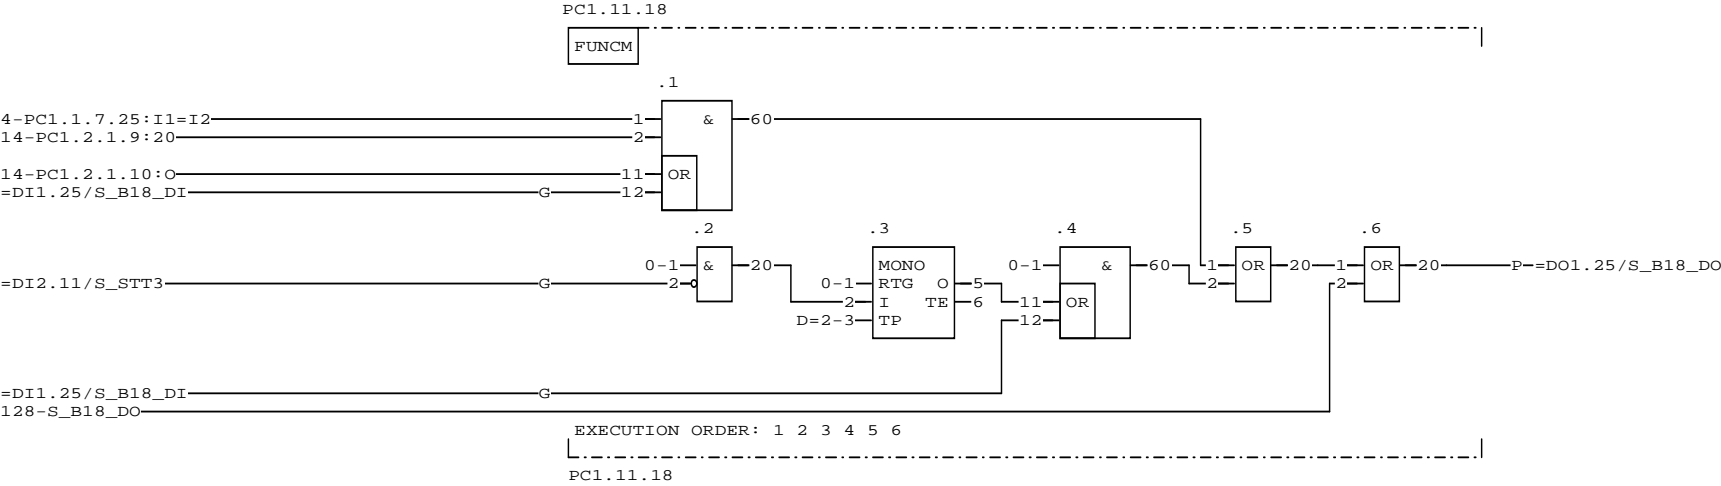 PC1.11.18
FUNCM
.1
4-PC1.1.7.25:I1=I2 1 & 60
14-PC1.2.1.9:20 2
14-PC1.2.1.10:O 11 OR
=DI1.25/S_B18_DI G 12
.2 .3 .4 .5 .6
0-1 & 20 MONO 0-1 & 60 1 OR 20 1 OR 20 P =DO1.25/S_B18_DO
=DI2.11/S_STT3 G 2 0-1 RTG O 5 2 2
2 I TE 6 11 OR
D=2-3 TP 12
=DI1.25/S_B18_DI G
128-S_B18_DO
EXECUTION ORDER: 1 2 3 4 5 6
PC1.11.18